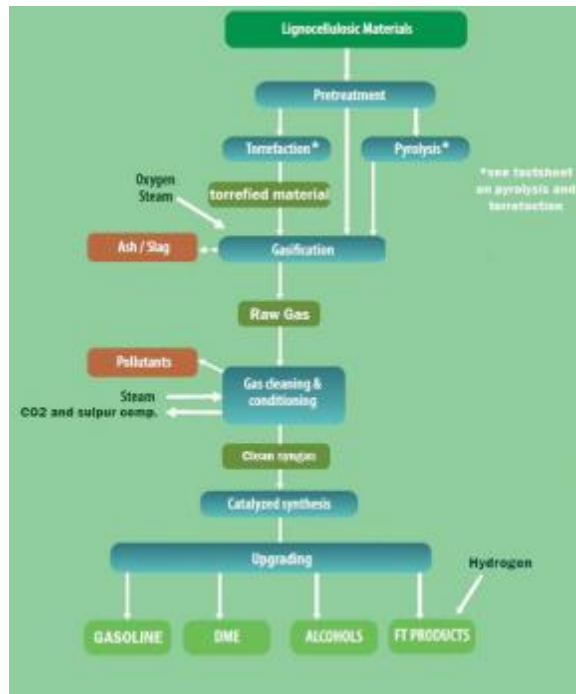 Lignocellulosic Materials
Pretreatment
Torrefaction*
Pyrolysis*
*see factsheet
on pyrolysis and
torrefaction
Oxygen
Steam
torrefied material
Ash / Slag
Gasification
Raw Gas
Pollutants
Gas cleaning &
conditioning
Steam
CO2 and sulpur comp.
Clean syngas
Catalyzed synthesis
Upgrading
Hydrogen
GASOLINE
DME
ALCOHOLS
FT PRODUCTS